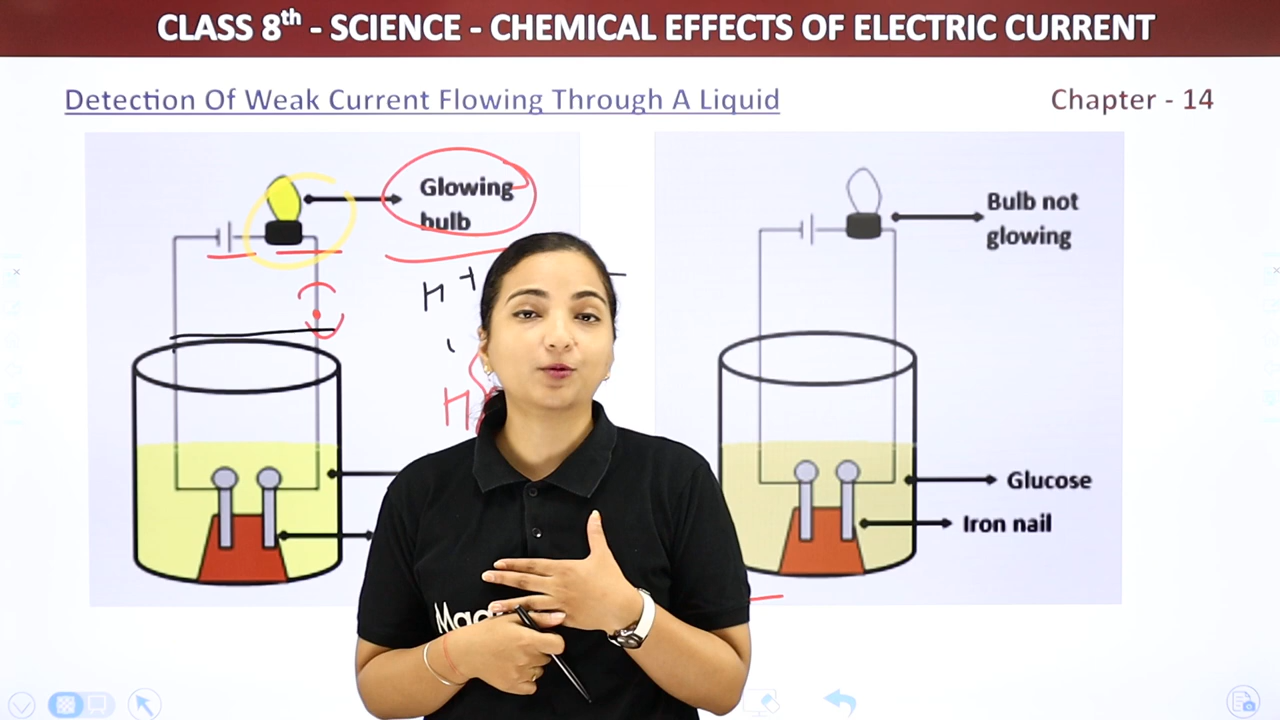 CLASS 8th - SCIENCE - CHEMICAL EFFECTS OF ELECTRIC CURRENT
Detection Of Weak Current Flowing Through A Liquid
Chapter - 14
Glowing
bulb
H+
H
Bulb not
glowing
Glucose
Iron nail